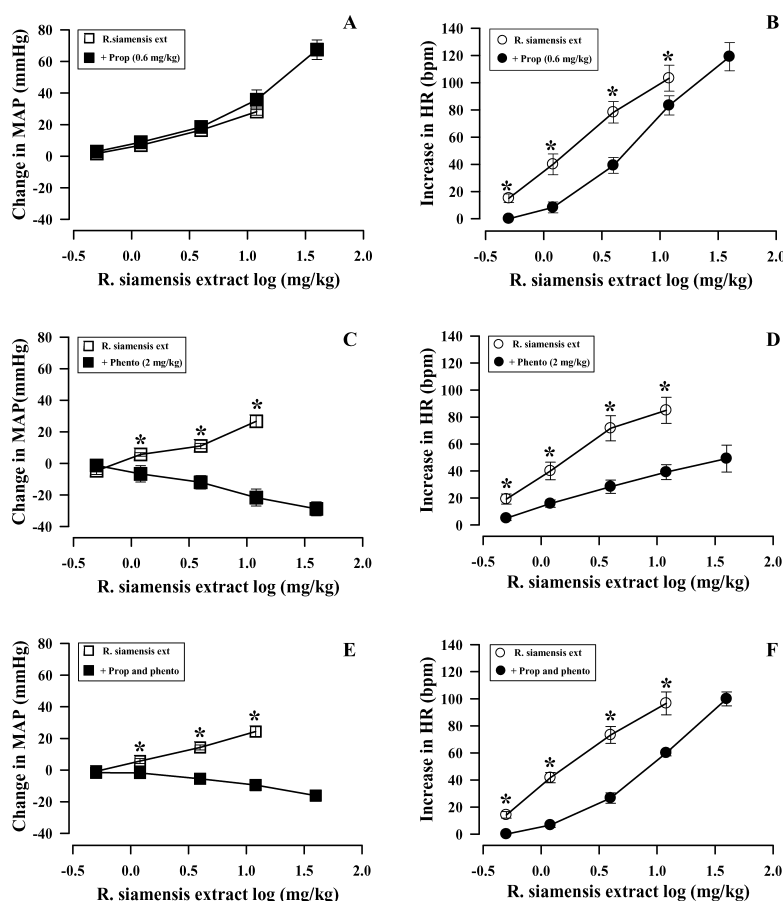 A
R.siamensis ext
+ Prop (0.6 mg/kg)
Change in MAP (mmHg)
80
60
40
20
0
-20
-40
-0.5 0.0 0.5 1.0 1.5 2.0
R. siamensis extract log (mg/kg)
B
R. siamensis ext
+ Prop (0.6 mg/kg)
Increase in HR (bpm)
140
120
100
80
60
40
20
0
* * * *
-0.5 0.0 0.5 1.0 1.5 2.0
R. siamensis extract log (mg/kg)
C
R. siamensis ext
+ Phento (2 mg/kg)
Change in MAP(mmHg)
80
60
40
20
0
-20
-40
* * *
-0.5 0.0 0.5 1.0 1.5 2.0
R. siamensis extract log (mg/kg)
D
R. siamensis ext
+ Phento (2 mg/kg)
Increase in HR (bpm)
140
120
100
80
60
40
20
0
* * * *
-0.5 0.0 0.5 1.0 1.5 2.0
R. siamensis extract log (mg/kg)
E
R. siamensis ext
+ Prop and phento
Change in MAP (mmHg)
80
60
40
20
0
-20
-40
* * *
-0.5 0.0 0.5 1.0 1.5 2.0
R. siamensis extract log (mg/kg)
F
R. siamensis ext
+ Prop and phento
Increase in HR (bpm)
140
120
100
80
60
40
20
0
* * * *
-0.5 0.0 0.5 1.0 1.5 2.0
R. siamensis extract log (mg/kg)